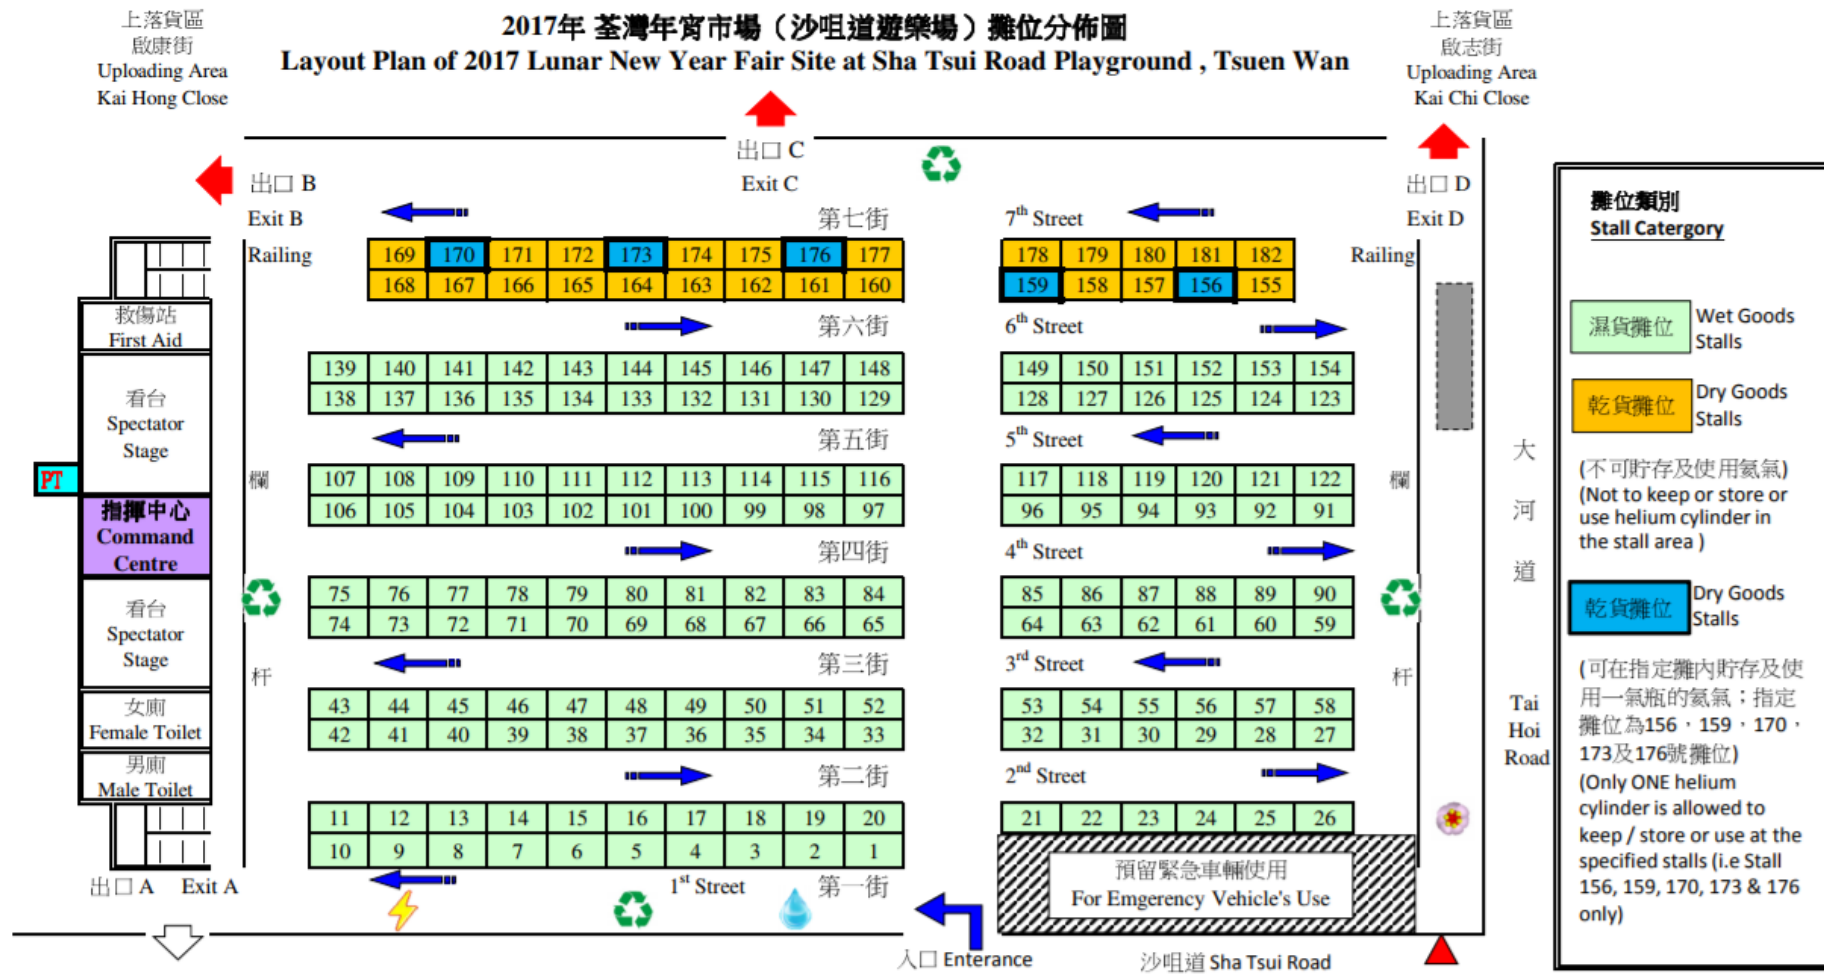 上落貨區
啟康街
Uploading Area
Kai Hong Close
2017年 荃灣年宵市場（沙咀道遊樂場）攤位分佈圖
Layout Plan of 2017 Lunar New Year Fair Site at Sha Tsui Road Playground , Tsuen Wan
上落貨區
啟志街
Uploading Area
Kai Chi Close
出口 C
Exit C
出口 B
Exit B
出口 D
Exit D
第七街 7th Street
Railing
Railing
169 170 171 172 173 174 175 176 177 178 179 180 181 182
168 167 166 165 164 163 162 161 160 159 158 157 156 155
第六街 6th Street
139 140 141 142 143 144 145 146 147 148 149 150 151 152 153 154
138 137 136 135 134 133 132 131 130 129 128 127 126 125 124 123
第五街 5th Street
107 108 109 110 111 112 113 114 115 116 117 118 119 120 121 122
106 105 104 103 102 101 100 99 98 97 96 95 94 93 92 91
第四街 4th Street
75 76 77 78 79 80 81 82 83 84 85 86 87 88 89 90
74 73 72 71 70 69 68 67 66 65 64 63 62 61 60 59
第三街 3rd Street
43 44 45 46 47 48 49 50 51 52 53 54 55 56 57 58
42 41 40 39 38 37 36 35 34 33 32 31 30 29 28 27
第二街 2nd Street
11 12 13 14 15 16 17 18 19 20 21 22 23 24 25 26
10 9 8 7 6 5 4 3 2 1
1st Street 第一街
預留緊急車輛使用
For Emgerency Vehicle's Use
救傷站
First Aid
看台
Spectator
Stage
PT
指揮中心
Command
Centre
看台
Spectator
Stage
女廁
Female Toilet
男廁
Male Toilet
出口 A Exit A
欄
杆
欄
杆
大
河
道
Tai
Hoi
Road
入口 Enterance
沙咀道 Sha Tsui Road
攤位類別
Stall Catergory
濕貨攤位
Wet Goods
Stalls
乾貨攤位
Dry Goods
Stalls
(不可貯存及使用氦氣)
(Not to keep or store or
use helium cylinder in
the stall area )
乾貨攤位
Dry Goods
Stalls
(可在指定攤內貯存及使
用一氣瓶的氦氣；指定
攤位為156，159，170，
173及176號攤位)
(Only ONE helium
cylinder is allowed to
keep / store or use at the
specified stalls (i.e Stall
156, 159, 170, 173 & 176
only)